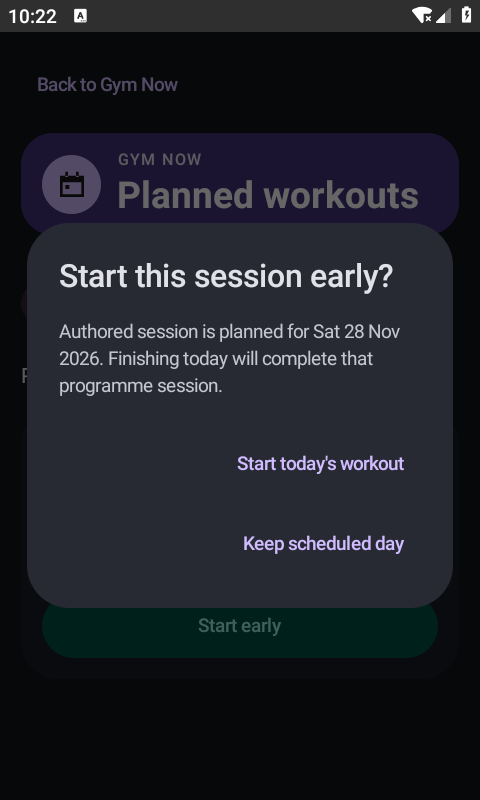 10:22
Back to Gym Now
GYM NOW
Planned workouts
Start this session early?
Authored session is planned for Sat 28 Nov
2026. Finishing today will complete that
programme session.
Start today's workout
Keep scheduled day
Start early